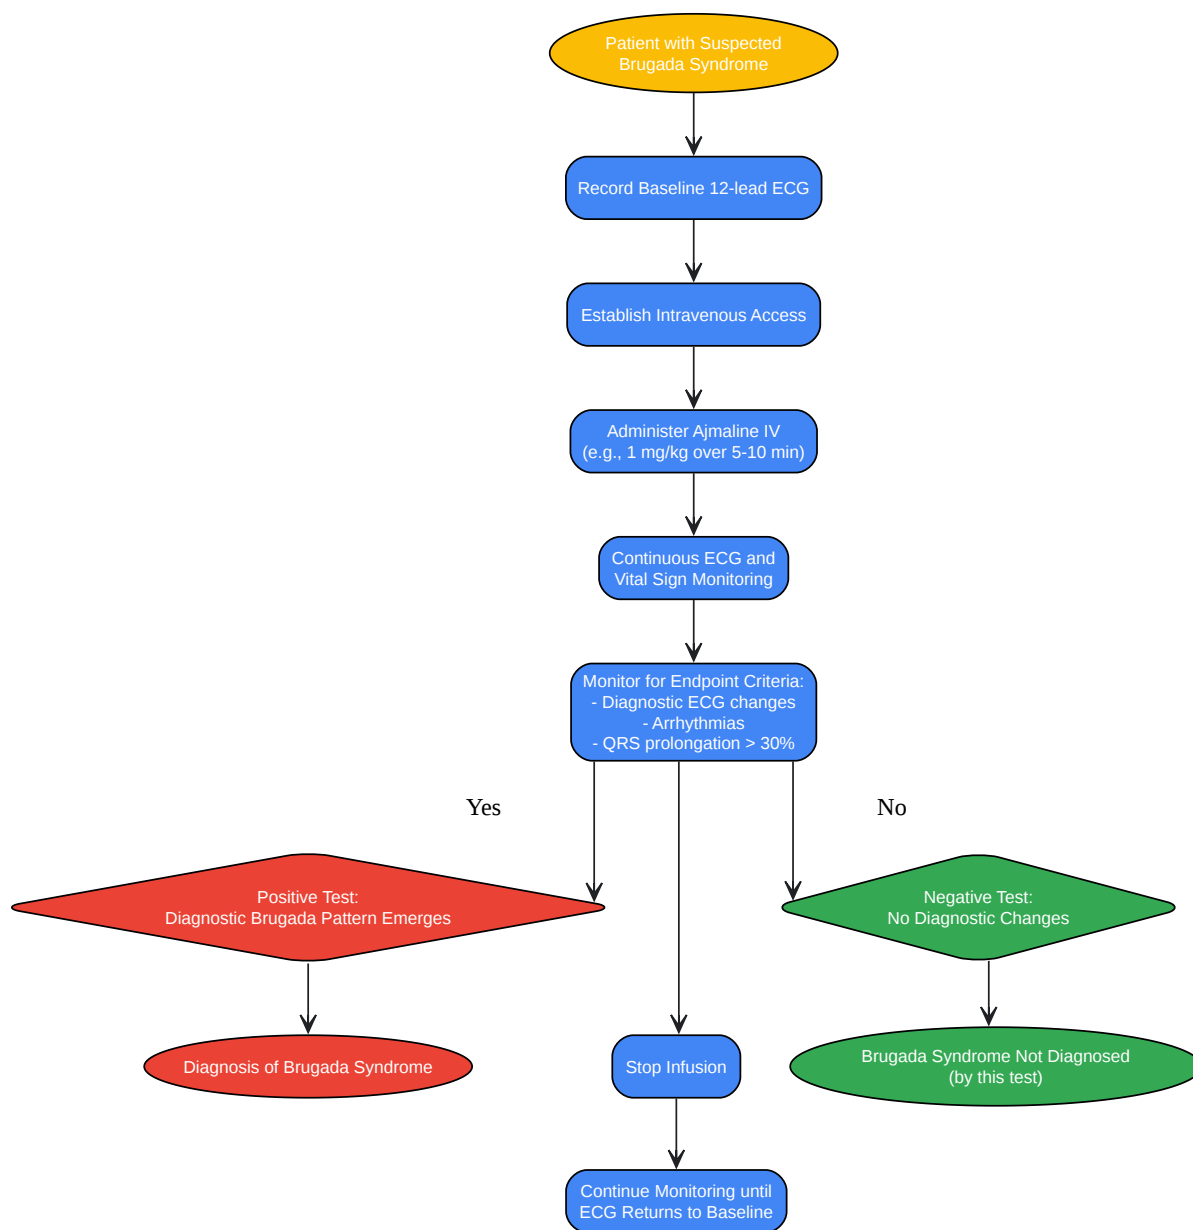 Patient with Suspected
Brugada Syndrome
Record Baseline 12-lead ECG
Establish Intravenous Access
Administer Ajmaline IV
(e.g., 1 mg/kg over 5-10 min)
Continuous ECG and
Vital Sign Monitoring
Monitor for Endpoint Criteria:
- Diagnostic ECG changes
- Arrhythmias
- QRS prolongation > 30%
Yes
No
Positive Test:
Diagnostic Brugada Pattern Emerges
Negative Test:
No Diagnostic Changes
Diagnosis of Brugada Syndrome
Stop Infusion
Brugada Syndrome Not Diagnosed
(by this test)
Continue Monitoring until
ECG Returns to Baseline